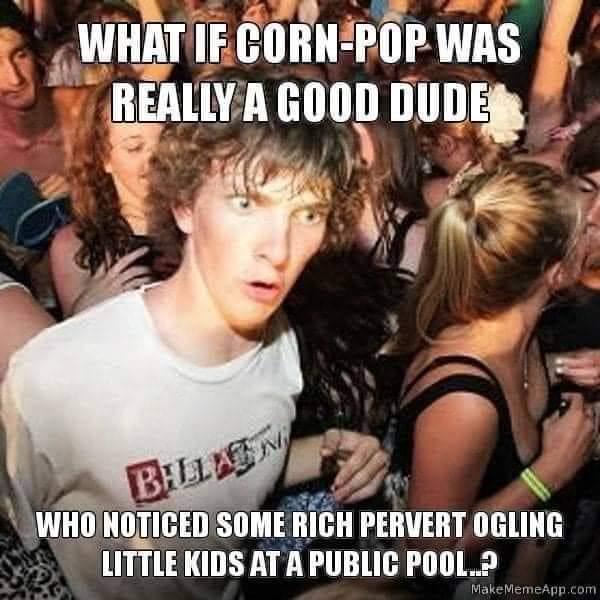 WHAT IF CORN-POP WAS
REALLY A GOOD DUDE
WHO NOTICED SOME RICH PERVERT OGLING
LITTLE KIDS AT A PUBLIC POOL..?
MakeMemeApp.com